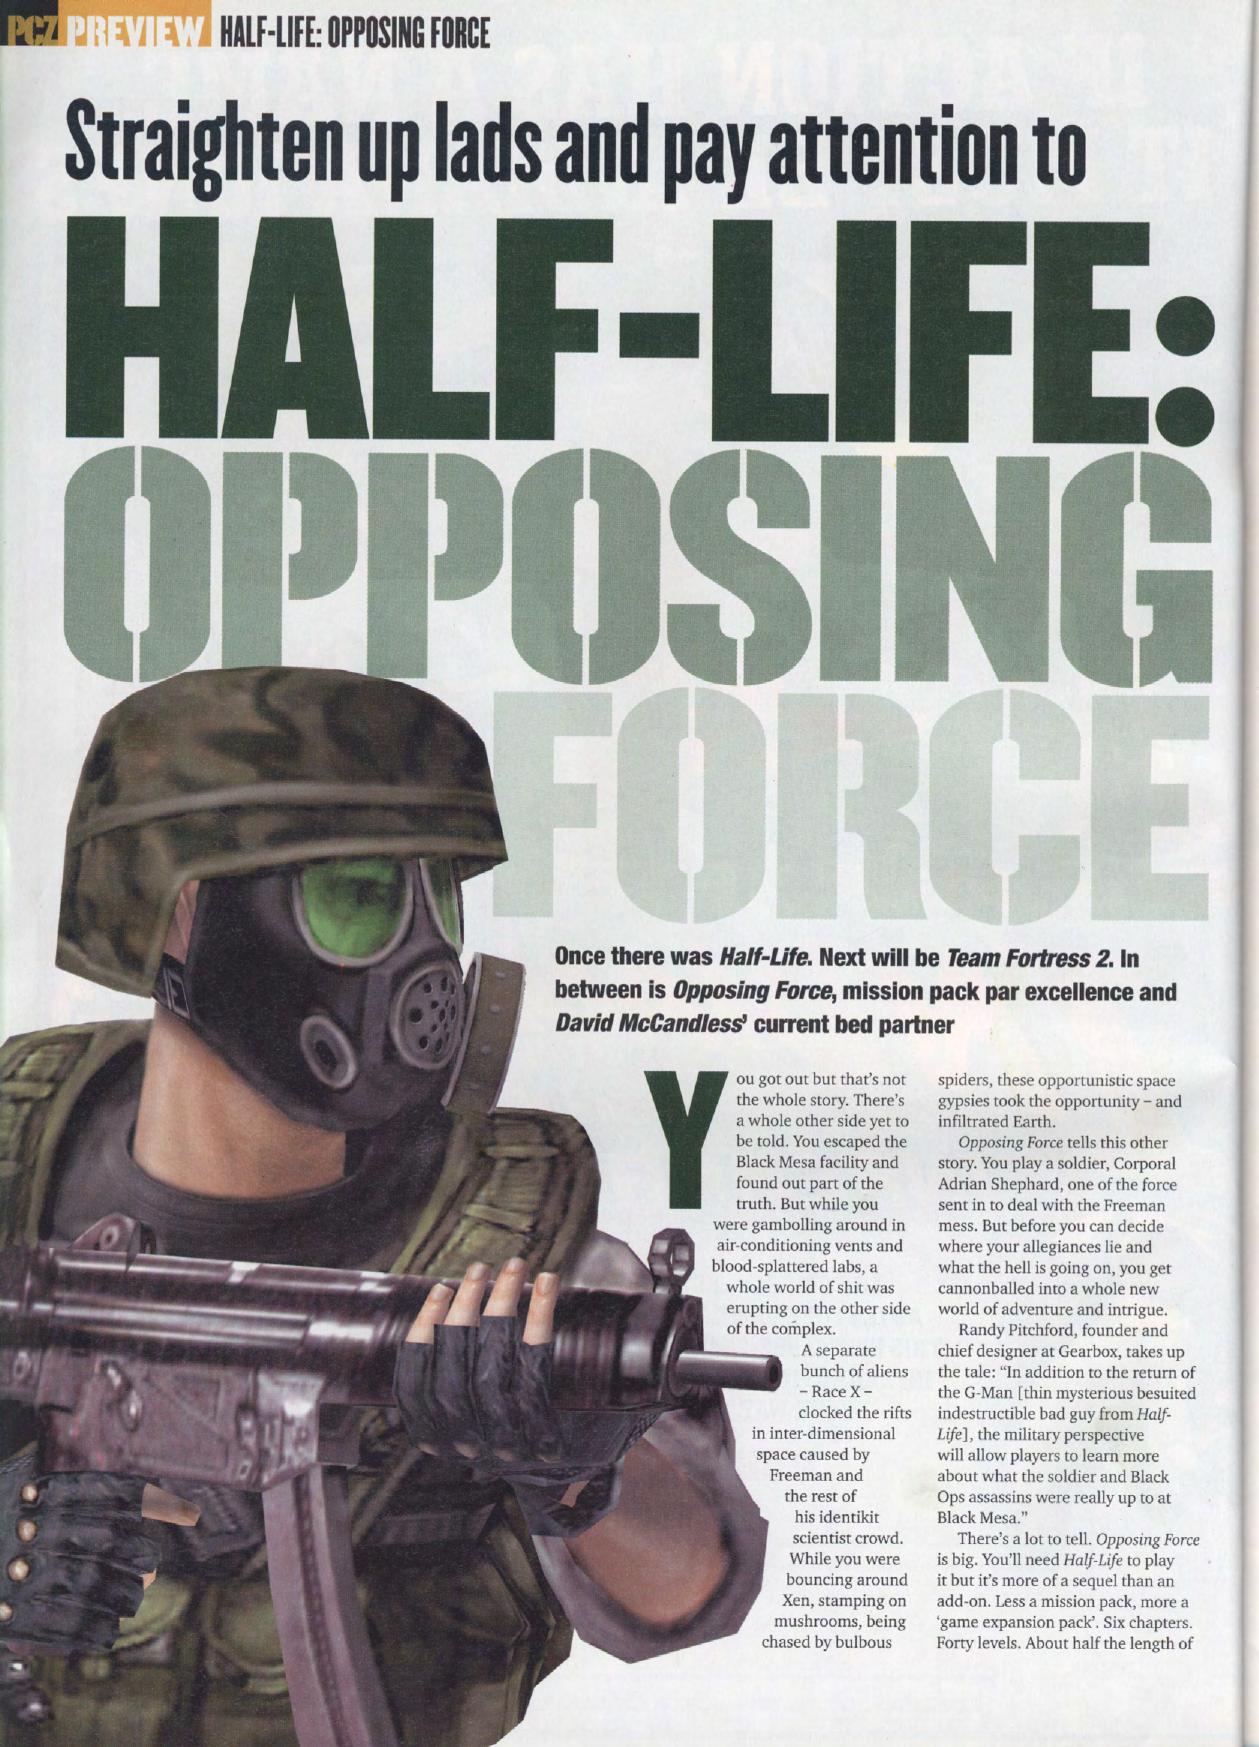 PCZ PREVIEW HALF-LIFE: OPPOSING FORCE
Straighten up lads and pay attention to
HALF-LIFE:
OPPOSING
FORCE
Once there was Half-Life. Next will be Team Fortress 2. In
between is Opposing Force, mission pack par excellence and
David McCandless' current bed partner
You got out but that's not
the whole story. There's
a whole other side yet to
be told. You escaped the
Black Mesa facility and
found out part of the
truth. But while you
were gambolling around in
air-conditioning vents and
blood-splattered labs, a
whole world of shit was
erupting on the other side
of the complex.
A separate
bunch of aliens
– Race X –
clocked the rifts
in inter-dimensional
space caused by
Freeman and
the rest of
his identikit
scientist crowd.
While you were
bouncing around
Xen, stamping on
mushrooms, being
chased by bulbous
spiders, these opportunistic space
gypsies took the opportunity – and
infiltrated Earth.
Opposing Force tells this other
story. You play a soldier, Corporal
Adrian Shephard, one of the force
sent in to deal with the Freeman
mess. But before you can decide
where your allegiances lie and
what the hell is going on, you get
cannonballed into a whole new
world of adventure and intrigue.
Randy Pitchford, founder and
chief designer at Gearbox, takes up
the tale: "In addition to the return of
the G-Man [thin mysterious besuited
indestructible bad guy from Half-
Life], the military perspective
will allow players to learn more
about what the soldier and Black
Ops assassins were really up to at
Black Mesa."
There's a lot to tell. Opposing Force
is big. You'll need Half-Life to play
it but it's more of a sequel than an
add-on. Less a mission pack, more a
'game expansion pack'. Six chapters.
Forty levels. About half the length of